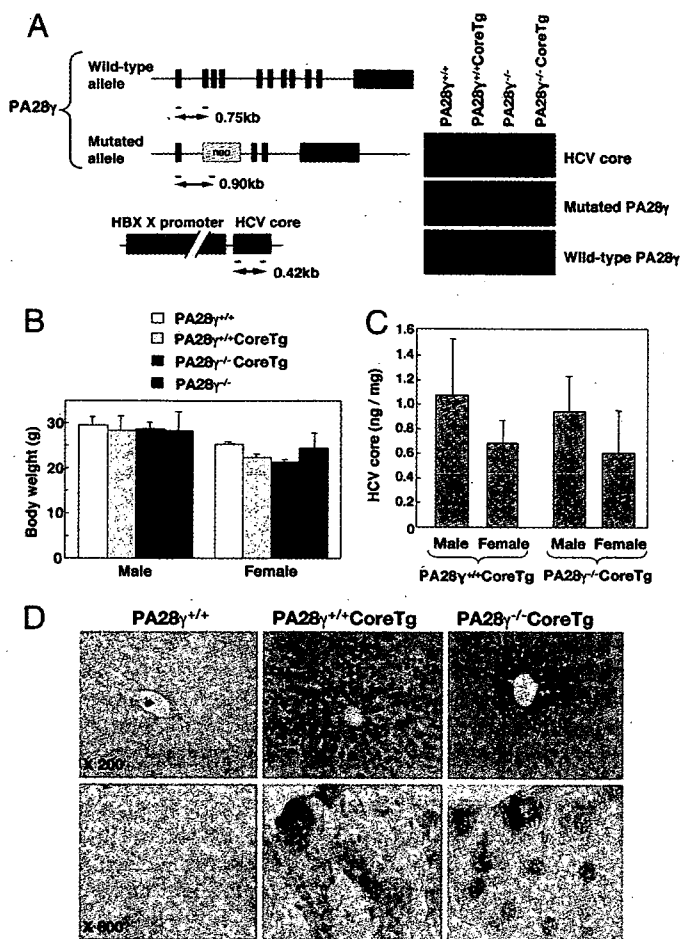 A
Wild-type
allele
PA28γ
0.75kb
Mutated
allele
neo
0.90kb
HBX X promoter
HCV core
0.42kb
PA28γ+/+
PA28γ+/+CoreTg
PA28γ-/-
PA28γ-/-CoreTg
HCV core
Mutated PA28γ
Wild-type PA28γ
B
PA28γ+/+
PA28γ+/+CoreTg
PA28γ-/-CoreTg
PA28γ-/-
Body weight (g)
30
20
10
0
Male
Female
C
HCV core (ng / mg)
1.6
1.4
1.2
1.0
0.8
0.6
0.4
0.2
0
Male Female Male Female
PA28γ+/+CoreTg PA28γ-/-CoreTg
D
PA28γ+/+
PA28γ+/+CoreTg
PA28γ-/-CoreTg
X 200
X 600